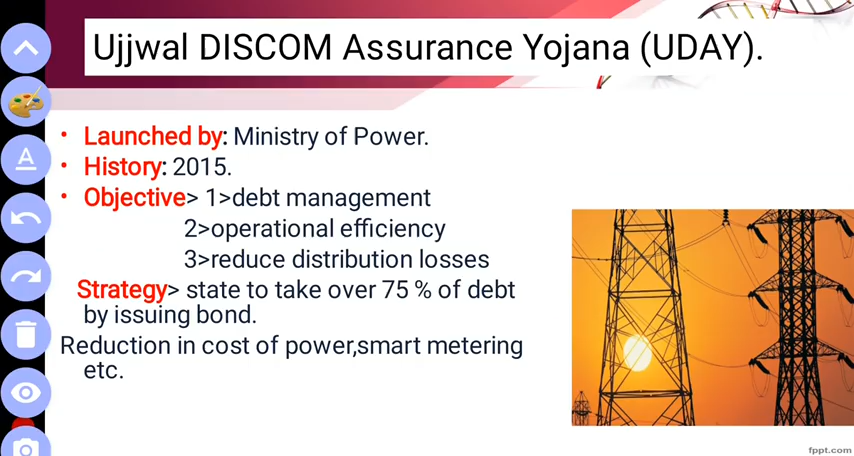 Ujjwal DISCOM Assurance Yojana (UDAY).
• Launched by: Ministry of Power.
• History: 2015.
• Objective> 1>debt management
2>operational efficiency
3>reduce distribution losses
Strategy> state to take over 75 % of debt
by issuing bond.
Reduction in cost of power,smart metering
etc.
A
fppt.com